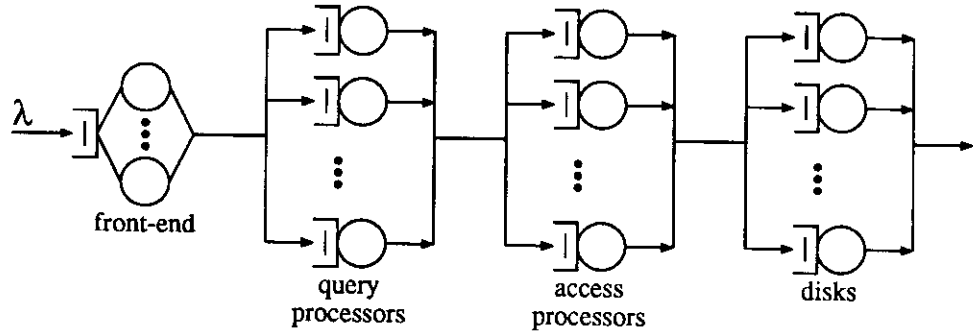 λ
front-end
query
processors
access
processors
disks